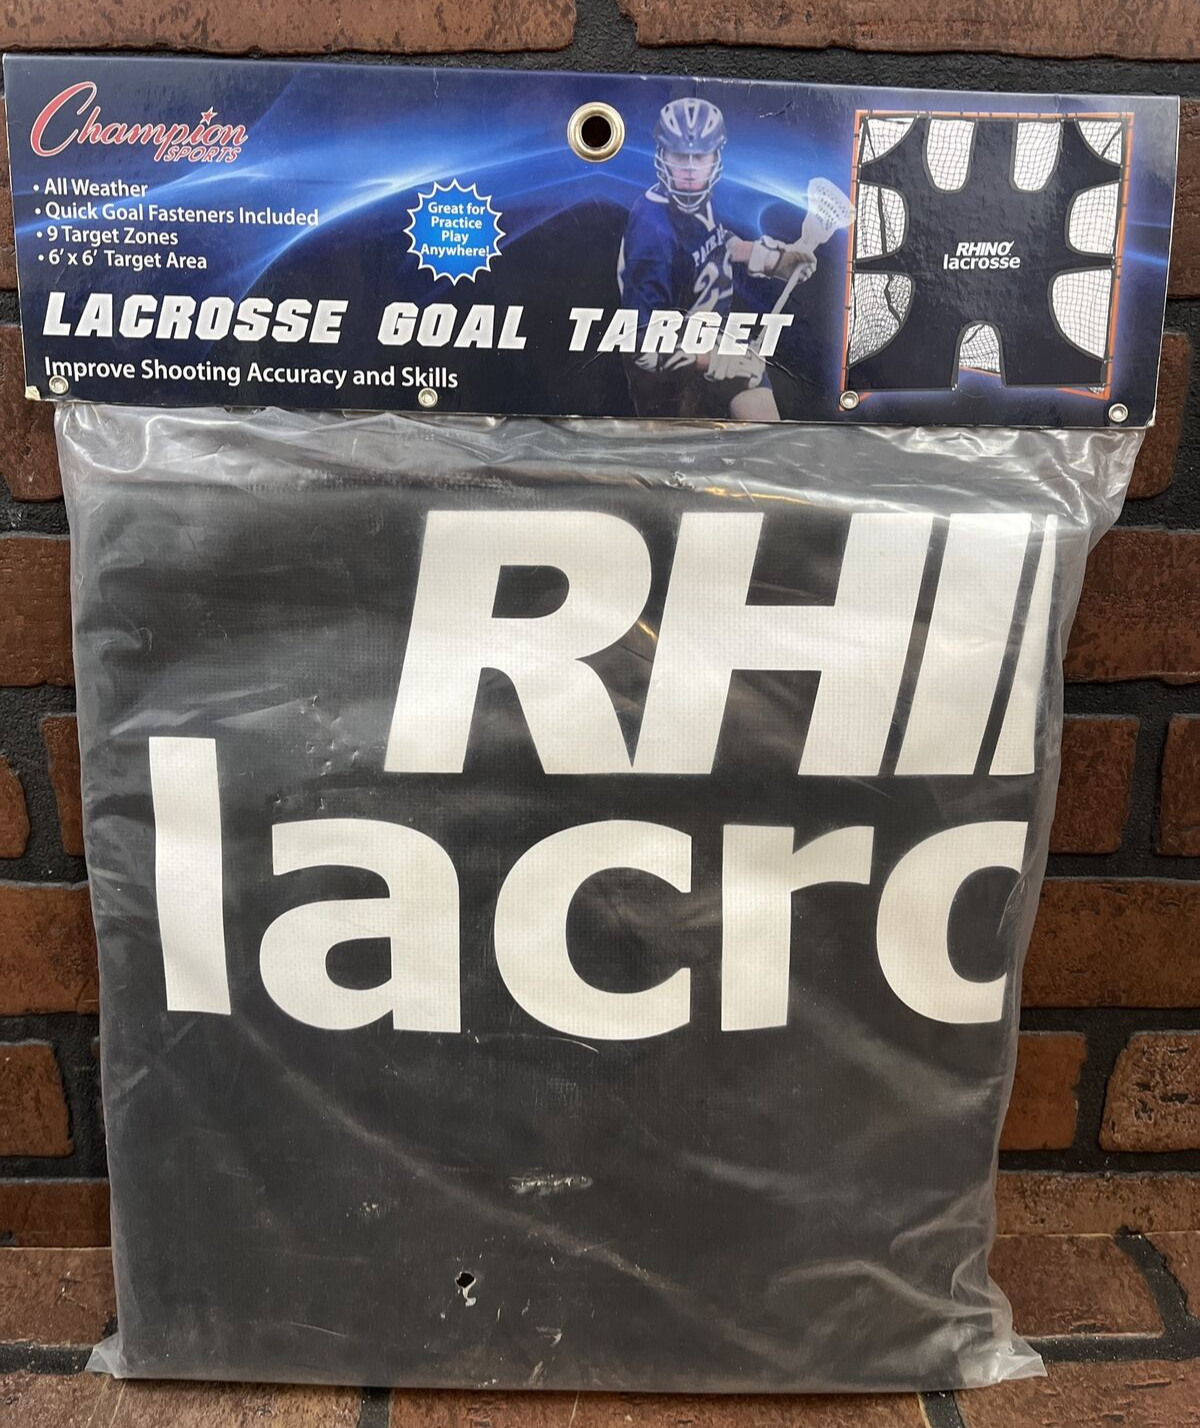 Champion
SPORTS
• All Weather
• Quick Goal Fasteners Included
• 9 Target Zones
• 6’ x 6’ Target Area
Great for
Practice
Play
Anywhere!
RHINO
lacrosse
LACROSSE GOAL TARGET
Improve Shooting Accuracy and Skills
RHI
lacro